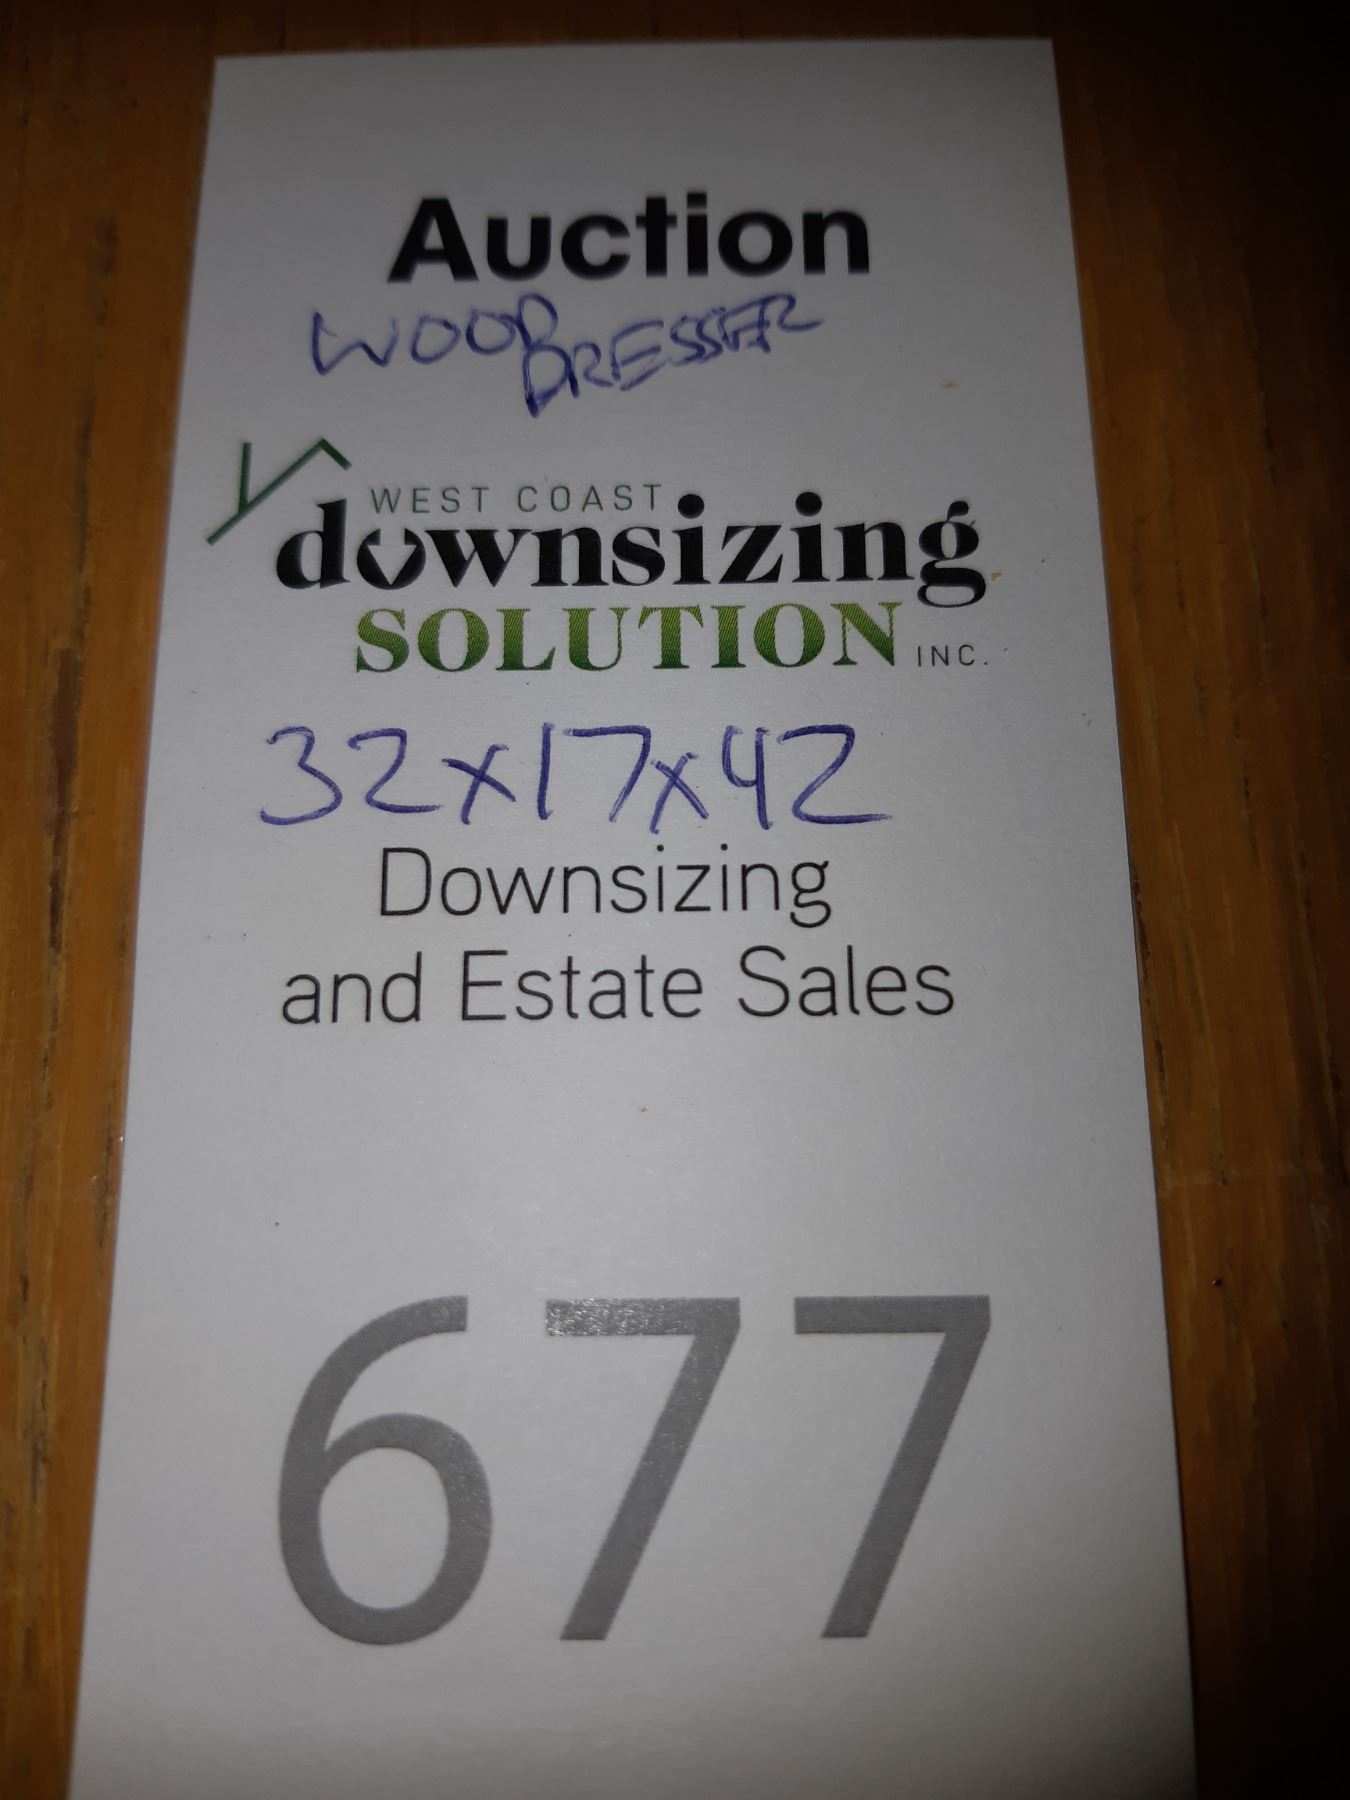 Auction
WOOD
DRESSER
WEST COAST
downsizing
SOLUTION INC.
32x17x42
Downsizing
and Estate Sales
677